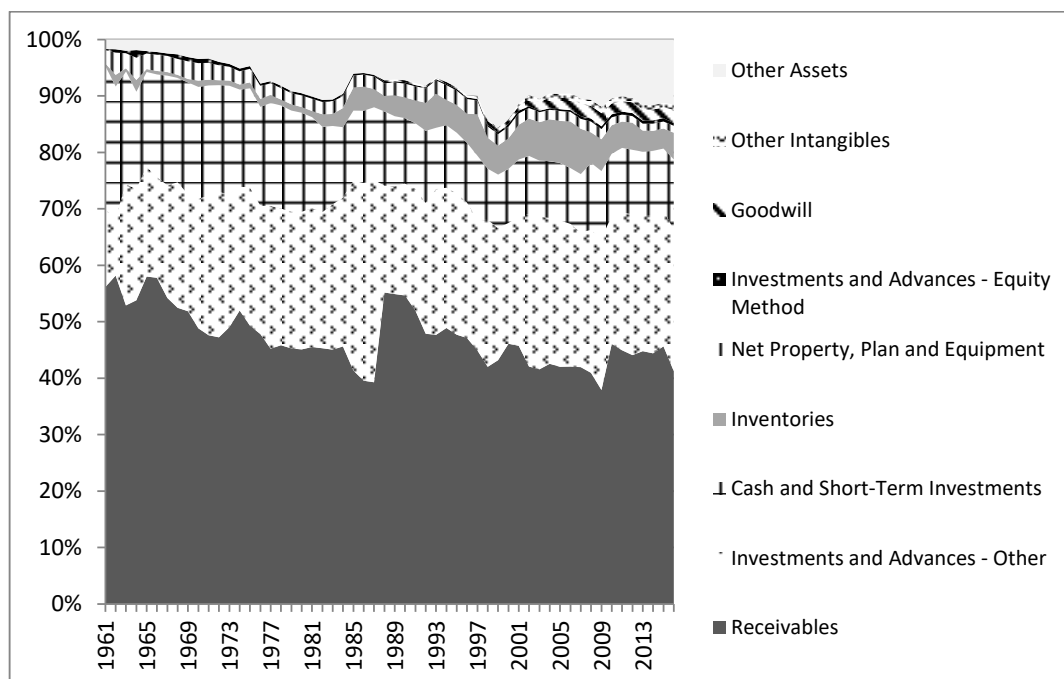 100%
90%
80%
70%
60%
50%
40%
30%
20%
10%
0%
1961
1965
1969
1973
1977
1981
1985
1989
1993
1997
2001
2005
2009
2013
Other Assets
Other Intangibles
Goodwill
Investments and Advances - Equity
Method
Net Property, Plan and Equipment
Inventories
Cash and Short-Term Investments
Investments and Advances - Other
Receivables